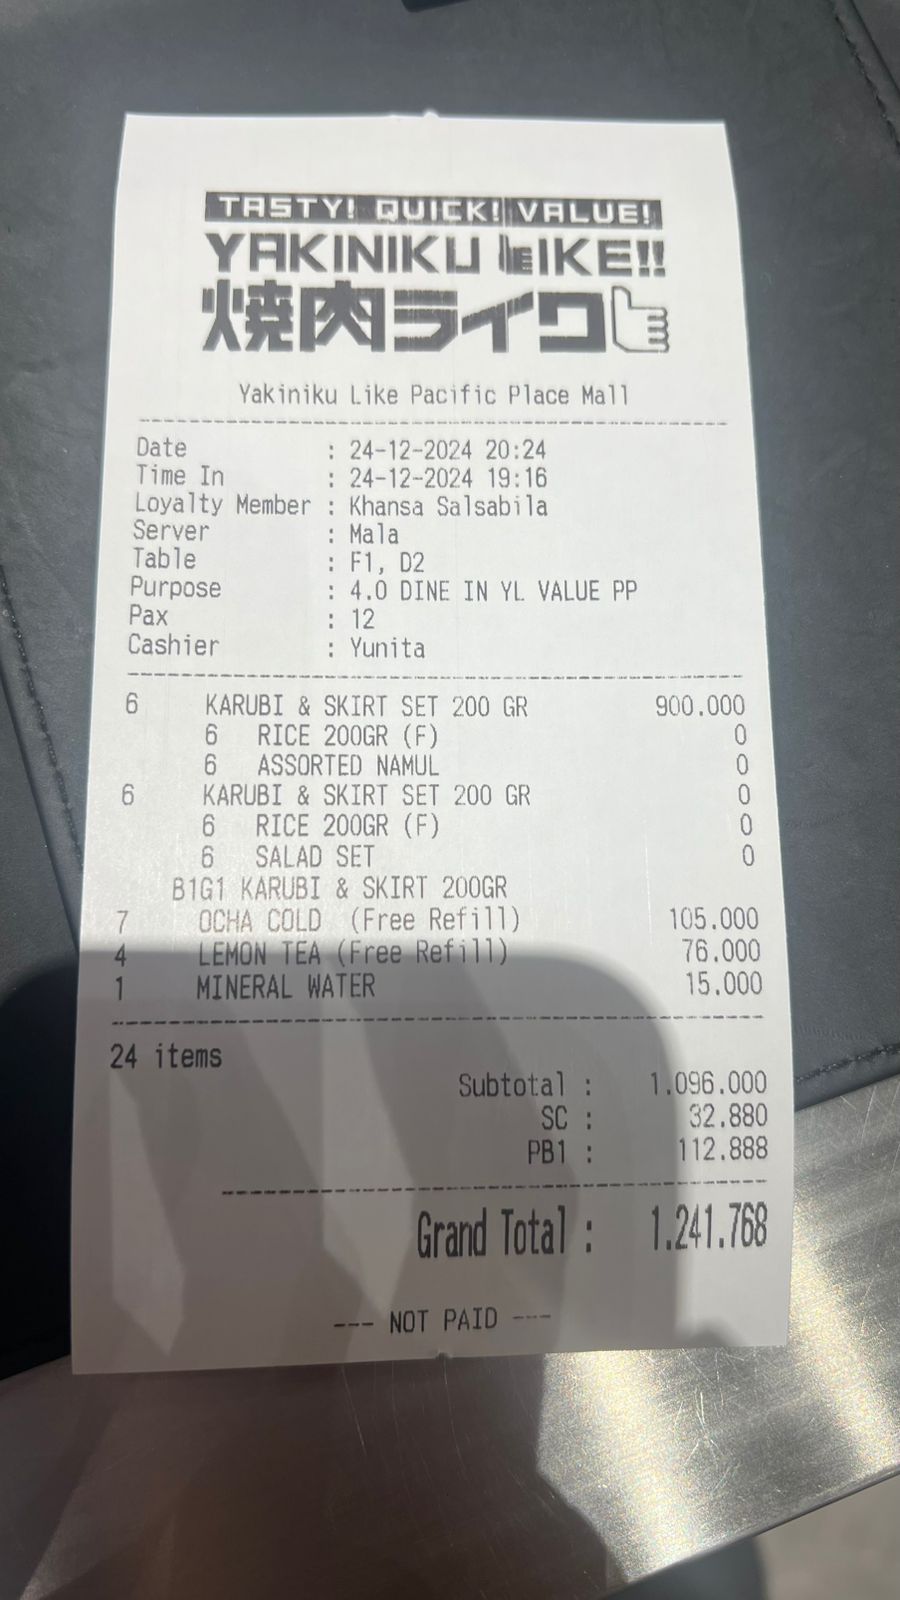 TASTY! QUICK! VALUE!
YAKINIKU LIKE!!
焼肉ライク
Yakiniku Like Pacific Place Mall
Date : 24-12-2024 20:24
Time In : 24-12-2024 19:16
Loyalty Member : Khansa Salsabila
Server : Mala
Table : F1, D2
Purpose : 4.0 DINE IN YL VALUE PP
Pax : 12
Cashier : Yunita
6 KARUBI & SKIRT SET 200 GR 900.000
6 RICE 200GR (F) 0
6 ASSORTED NAMUL 0
6 KARUBI & SKIRT SET 200 GR 0
6 RICE 200GR (F) 0
6 SALAD SET 0
B1G1 KARUBI & SKIRT 200GR
7 OCHA COLD (Free Refill) 105.000
4 LEMON TEA (Free Refill) 76.000
1 MINERAL WATER 15.000
24 items
Subtotal : 1.096.000
SC : 32.880
PB1 : 112.888
Grand Total : 1.241.768
--- NOT PAID ---